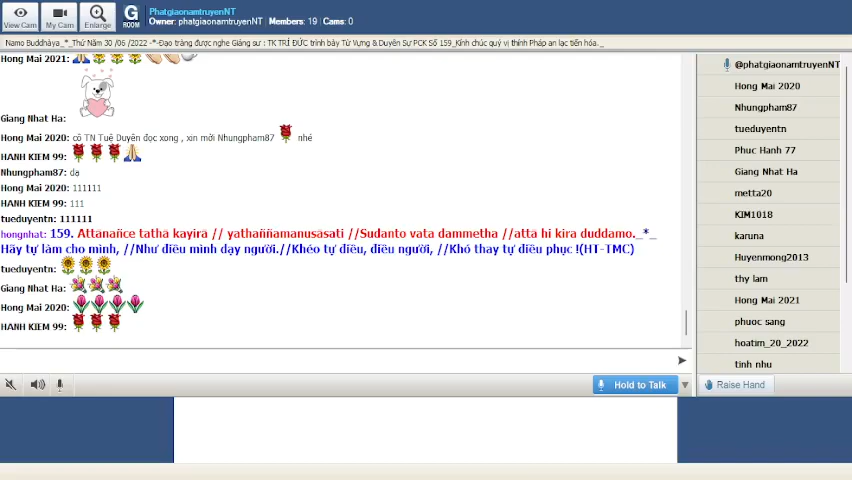 PhatgiaonamtruyenNT
Owner: phatgiaonamtruyenNT | Members: 19 | Cams: 0
View Cam
My Cam
Enlarge
G
ROOM
Namo Buddhàya_*_Thứ Năm 30 /06 /2022 -*-Đạo tràng được nghe Giảng sư : TK TRÍ ĐỨC trình bày Từ Vựng & Duyên Sự PCK Số 159_Kính chúc quý vị thính Pháp an lạc tiến hóa._
Hong Mai 2021:
Giang Nhat Ha:
Hong Mai 2020: cô TN Tuệ Duyên đọc xong , xin mời Nhungpham87 nhé
HANH KIEM 99:
Nhungpham87: dạ
Hong Mai 2020: 111111
HANH KIEM 99: 111
tueduyentn: 111111
hongnhat: 159. Attānañce tathā kayirā // yathaññamanusāsati //Sudanto vata dammetha //attā hi kira duddamo._*_
Hãy tự làm cho mình, //Như điều mình dạy người.//Khéo tự điều, điều người, //Khó thay tự điều phục !(HT-TMC)
tueduyentn:
Giang Nhat Ha:
Hong Mai 2020:
HANH KIEM 99:
Hold to Talk
@phatgiaonamtruyenNT
Hong Mai 2020
Nhungpham87
tueduyentn
Phuc Hanh 77
Giang Nhat Ha
metta20
KIM1018
karuna
Huyenmong2013
thy lam
Hong Mai 2021
phuoc sang
hoatim_20_2022
tinh nhu
Raise Hand